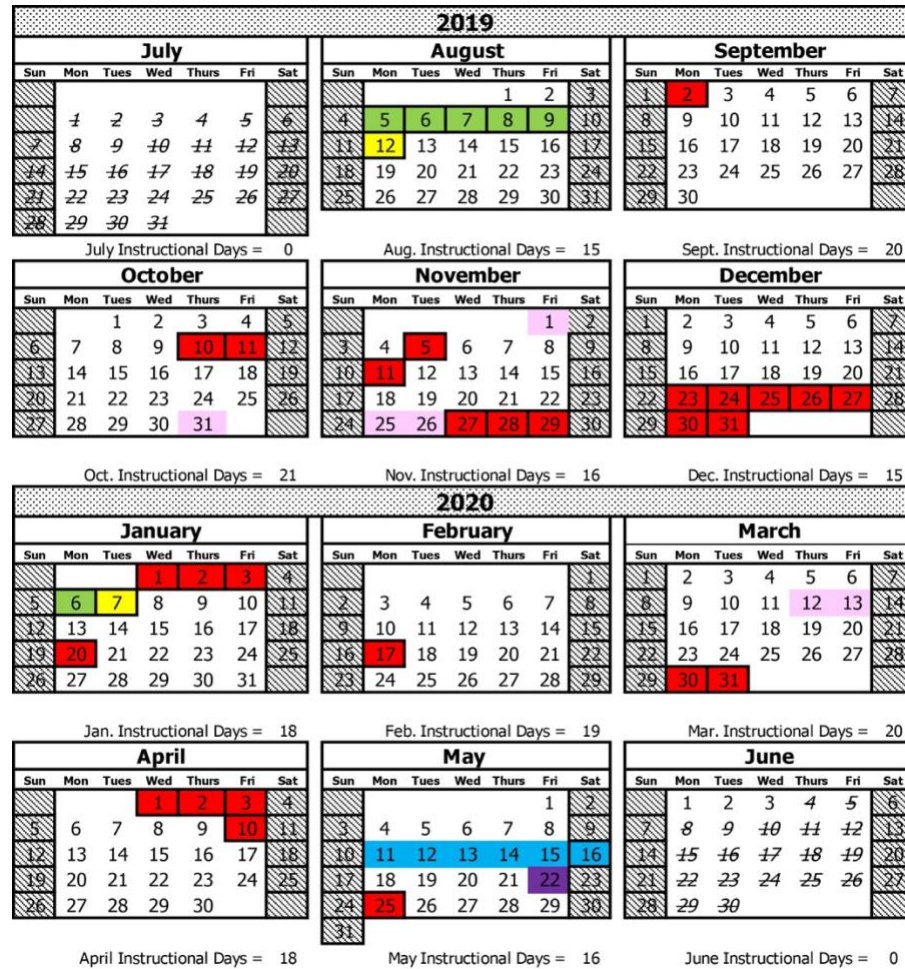 2019
July August September
Sun Mon Tues Wed Thurs Fri Sat Sun Mon Tues Wed Thurs Fri Sat Sun Mon Tues Wed Thurs Fri Sat
1 2 3 1 2 3 4 5 6 7
1 2 3 4 5 6 4 5 6 7 8 9 10 8 9 10 11 12 13 14
7 8 9 10 11 12 13 11 12 13 14 15 16 17 15 16 17 18 19 20 21
14 15 16 17 18 19 20 18 19 20 21 22 23 24 22 23 24 25 26 27 28
21 22 23 24 25 26 27 25 26 27 28 29 30 31 29 30
28 29 30 31
July Instructional Days = 0 Aug. Instructional Days = 15 Sept. Instructional Days = 20
October November December
Sun Mon Tues Wed Thurs Fri Sat Sun Mon Tues Wed Thurs Fri Sat Sun Mon Tues Wed Thurs Fri Sat
1 2 3 4 5 1 2 1 2 3 4 5 6 7
6 7 8 9 10 11 12 3 4 5 6 7 8 9 8 9 10 11 12 13 14
13 14 15 16 17 18 19 10 11 12 13 14 15 16 15 16 17 18 19 20 21
20 21 22 23 24 25 26 17 18 19 20 21 22 23 22 23 24 25 26 27 28
27 28 29 30 31 24 25 26 27 28 29 30 29 30 31
Oct. Instructional Days = 21 Nov. Instructional Days = 16 Dec. Instructional Days = 15
2020
January February March
Sun Mon Tues Wed Thurs Fri Sat Sun Mon Tues Wed Thurs Fri Sat Sun Mon Tues Wed Thurs Fri Sat
1 2 3 4 1 1 2 3 4 5 6 7
5 6 7 8 9 10 11 2 3 4 5 6 7 8 8 9 10 11 12 13 14
12 13 14 15 16 17 18 9 10 11 12 13 14 15 15 16 17 18 19 20 21
19 20 21 22 23 24 25 16 17 18 19 20 21 22 22 23 24 25 26 27 28
26 27 28 29 30 31 23 24 25 26 27 28 29 29 30 31
Jan. Instructional Days = 18 Feb. Instructional Days = 19 Mar. Instructional Days = 20
April May June
Sun Mon Tues Wed Thurs Fri Sat Sun Mon Tues Wed Thurs Fri Sat Sun Mon Tues Wed Thurs Fri Sat
1 2 3 4 1 2 1 2 3 4 5 6
5 6 7 8 9 10 11 3 4 5 6 7 8 9 7 8 9 10 11 12 13
12 13 14 15 16 17 18 10 11 12 13 14 15 16 14 15 16 17 18 19 20
19 20 21 22 23 24 25 17 18 19 20 21 22 23 21 22 23 24 25 26 27
26 27 28 29 30 24 25 26 27 28 29 30 28 29 30
31
April Instructional Days = 18 May Instructional Days = 16 June Instructional Days = 0